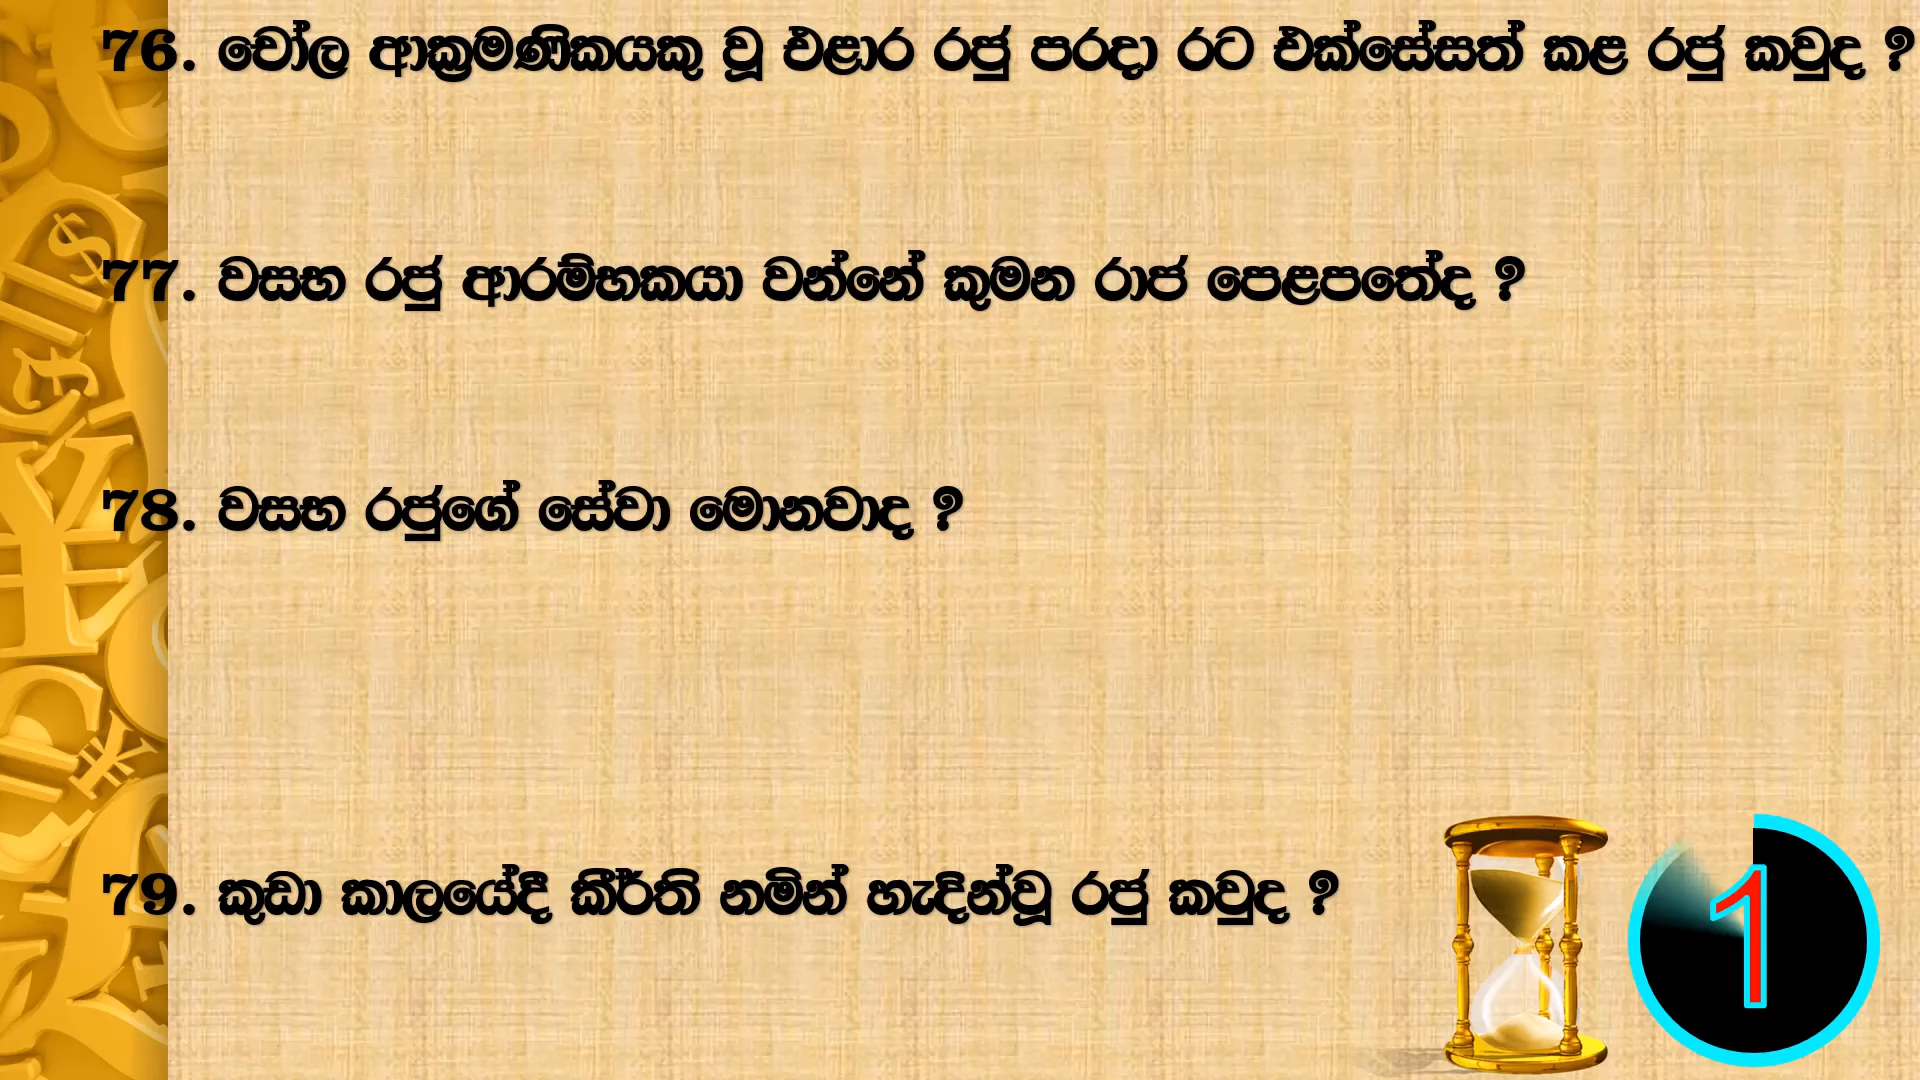 76. චෝල ආක්‍රමණිකයකු වූ එළාර රජු පරදා රට එක්සේසත් කළ රජු කවුද ?
77. වසභ රජු ආරම්භකයා වන්නේ කුමන රාජ පෙළපතේද ?
78. වසභ රජුගේ සේවා මොනවාද ?
79. කුඩා කාලයේදී කීර්ති නමින් හැඳින්වූ රජු කවුද ?
1